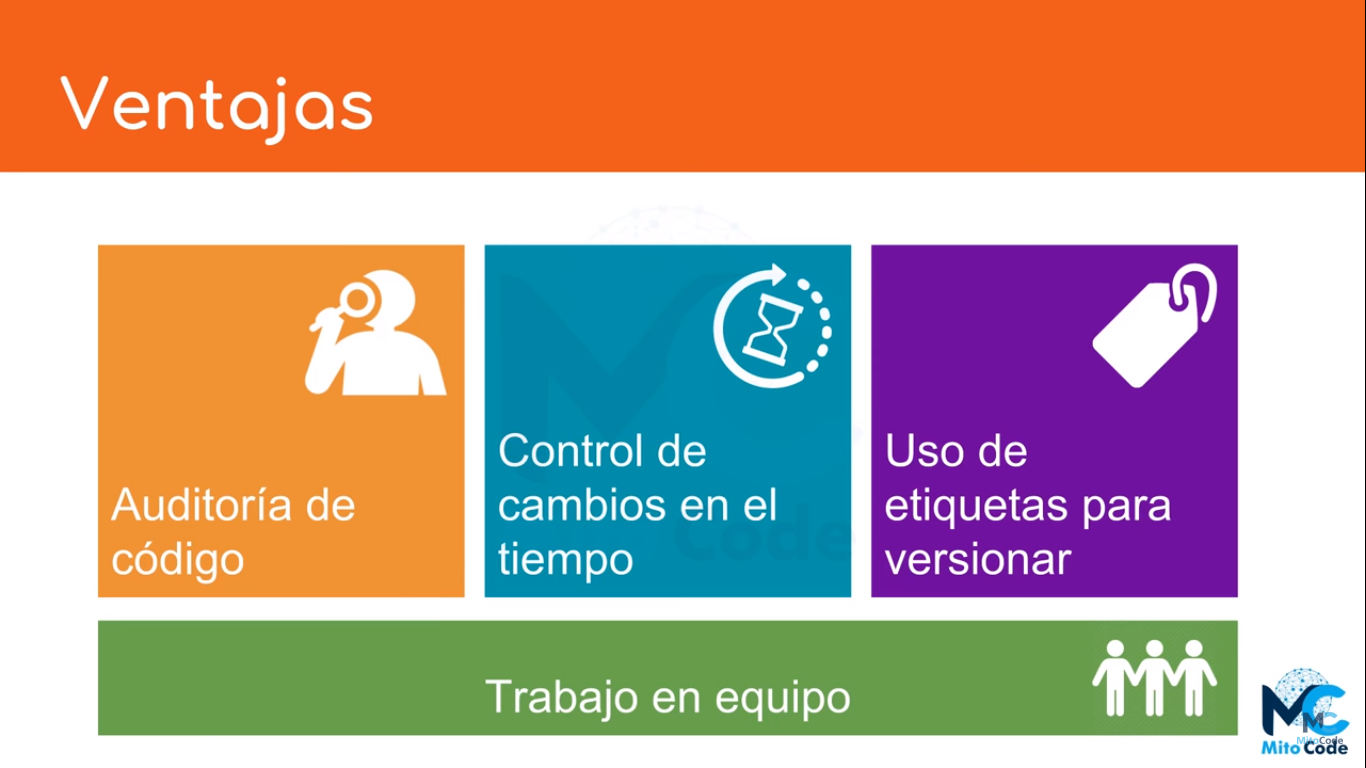 Ventajas
Auditoría de
código
Control de
cambios en el
tiempo
Uso de
etiquetas para
versionar
Trabajo en equipo
Code
MitoCode
Mito Code